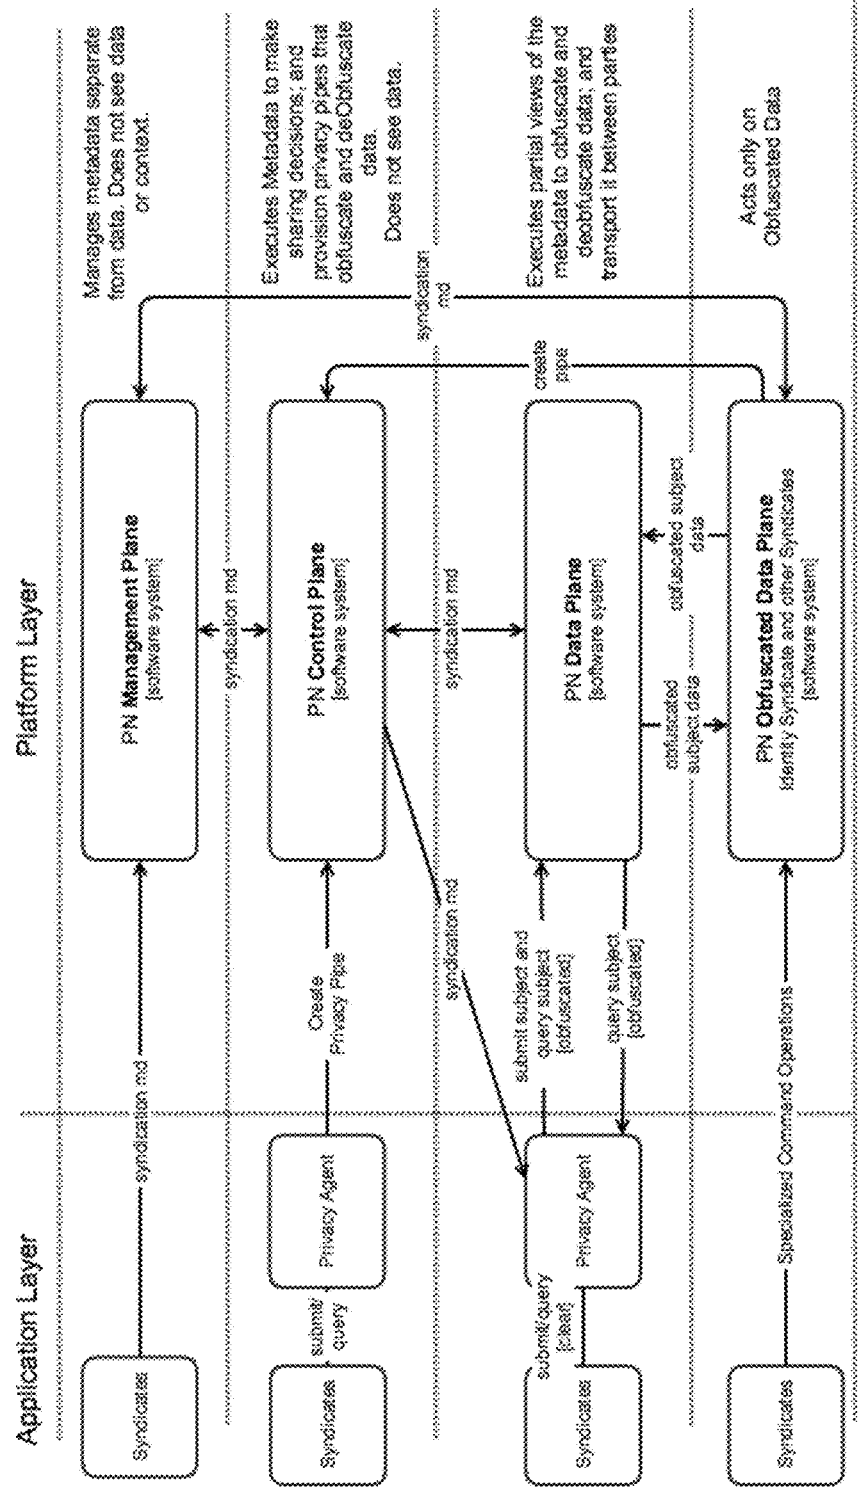 Application Layer
Platform Layer
Syndicates
syndication md
PN Management Plane
[software system]
Manages metadata separate
from data. Does not see data
or context.
syndication md
syndication
md
Syndicates
submit/
query
Privacy Agent
Create
Privacy Pipe
PN Control Plane
[software system]
create
pipe
Executes Metadata to make
sharing decisions; and
provision privacy pipes that
obfuscate and deObfuscate
data.
Does not see data.
syndication md
syndication md
Syndicates
submit/query
[clear]
Privacy Agent
submit subject and
query subject
[obfuscated]
query subject
[obfuscated]
PN Data Plane
[software system]
Executes partial views of the
metadata to obfuscate and
deobfuscate data; and
transport it between parties
obfuscated
subject data
obfuscated subject
data
Syndicates
Specialized Command Operations
PN Obfuscated Data Plane
Identity Syndicate and other Syndicates
[software system]
Acts only on
Obfuscated Data